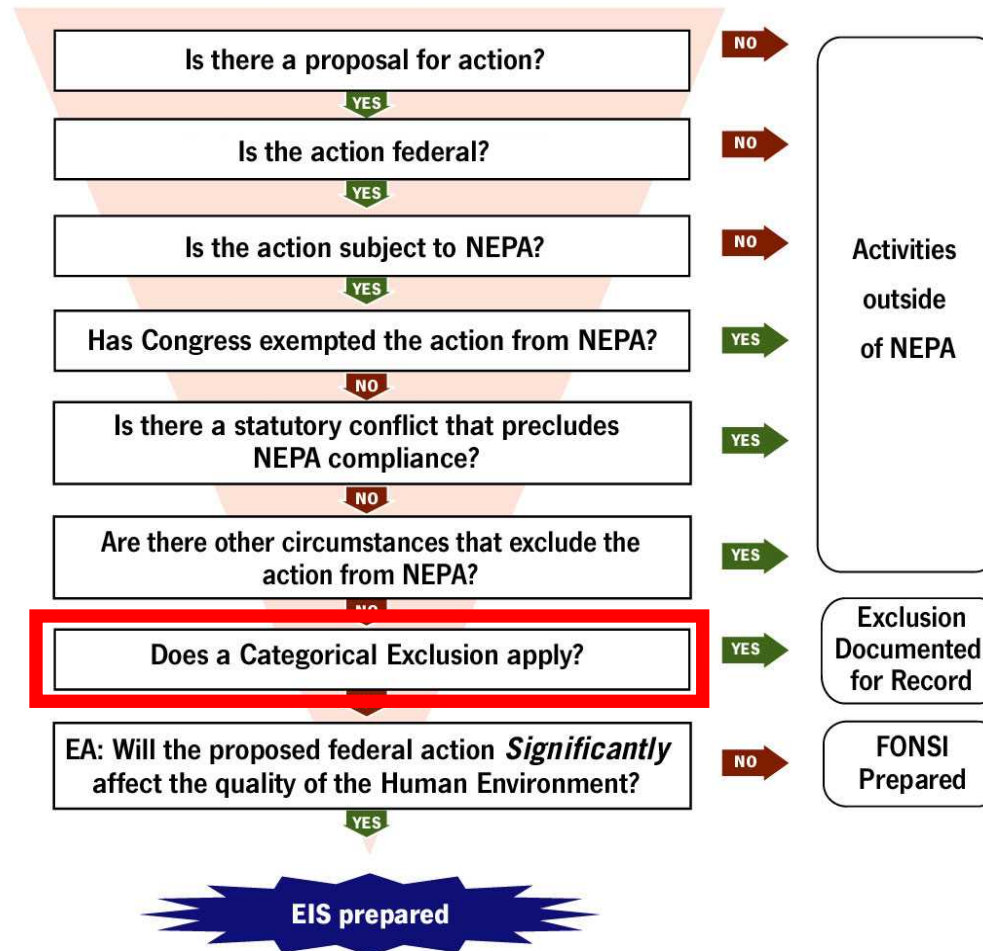 Is there a proposal for action?
NO
YES
Is the action federal?
NO
YES
Is the action subject to NEPA?
NO
YES
Has Congress exempted the action from NEPA?
YES
NO
Is there a statutory conflict that precludes
NEPA compliance?
YES
NO
Are there other circumstances that exclude the
action from NEPA?
YES
NO
Activities
outside
of NEPA
Does a Categorical Exclusion apply?
YES
Exclusion
Documented
for Record
EA: Will the proposed federal action Significantly
affect the quality of the Human Environment?
NO
FONSI
Prepared
YES
EIS prepared